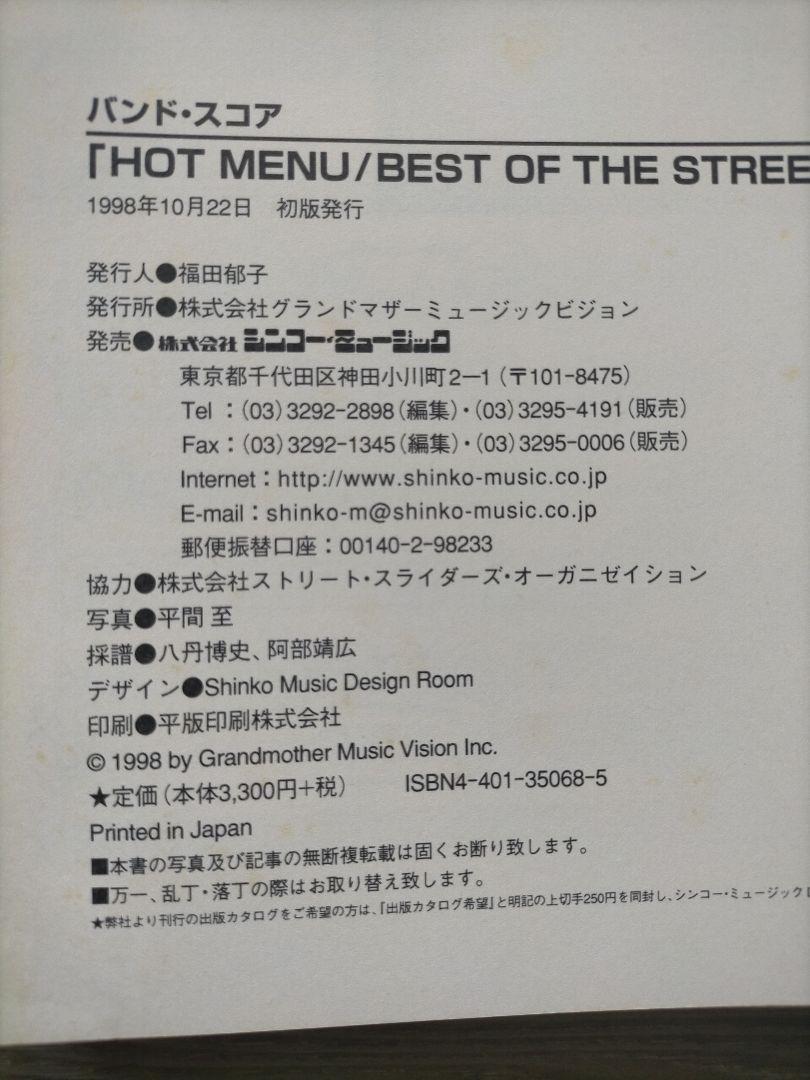 バンド・スコア
「HOT MENU/BEST OF THE STREE
1998年10月22日　初版発行
発行人●福田郁子
発行所●株式会社グランドマザーミュージックビジョン
発売●株式会社シンコー・ミュージック
東京都千代田区神田小川町2ー1（〒101-8475）
Tel ：(03)3292-2898（編集）・(03)3295-4191（販売）
Fax：(03)3292-1345（編集）・(03)3295-0006（販売）
Internet：http://www.shinko-music.co.jp
E-mail：shinko-m@shinko-music.co.jp
郵便振替口座：00140-2-98233
協力●株式会社ストリート・スライダーズ・オーガニゼイション
写真●平間 至
採譜●八丹博史、阿部靖広
デザイン●Shinko Music Design Room
印刷●平版印刷株式会社
© 1998 by Grandmother Music Vision Inc.
★定価（本体3,300円+税）　ISBN4-401-35068-5
Printed in Japan
■本書の写真及び記事の無断複転載は固くお断り致します。
■万一、乱丁・落丁の際はお取り替え致します。
★弊社より刊行の出版カタログをご希望の方は、「出版カタログ希望」と明記の上切手250円を同封し、シンコー・ミュージック